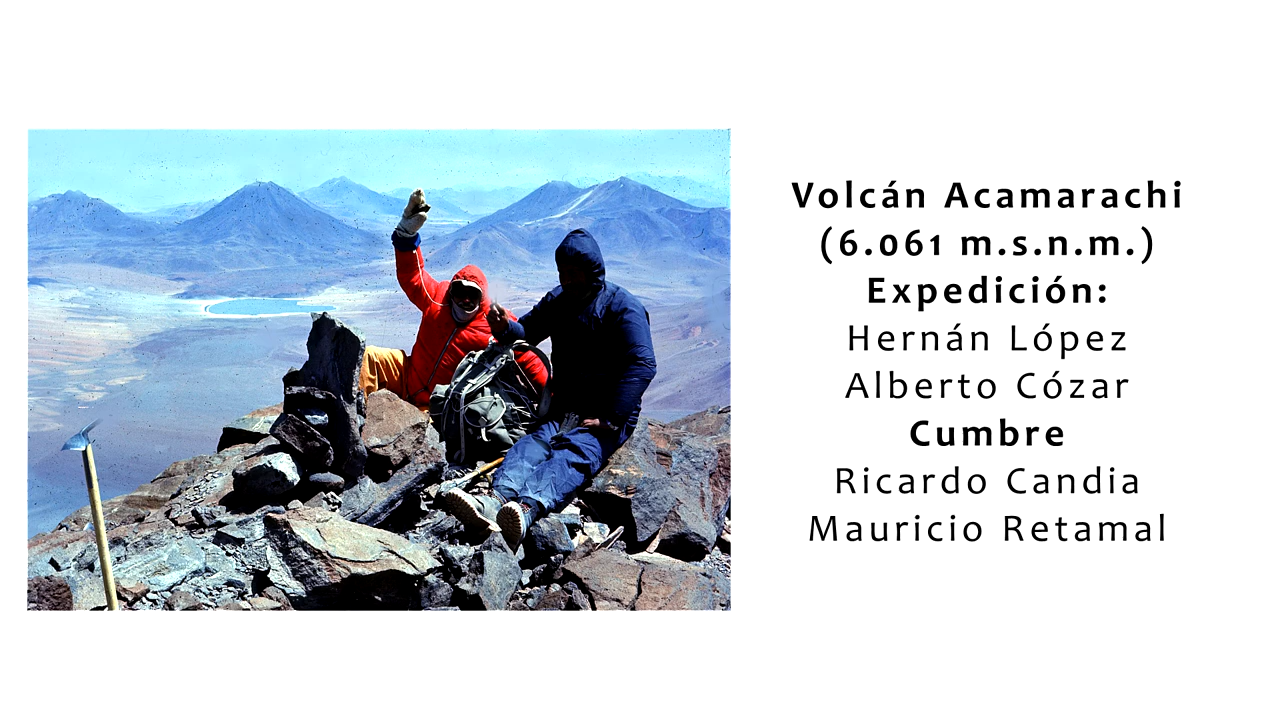 Volcán Acamarachi
(6.061 m.s.n.m.)
Expedición:
Hernán López
Alberto Cózar
Cumbre
Ricardo Candia
Mauricio Retamal